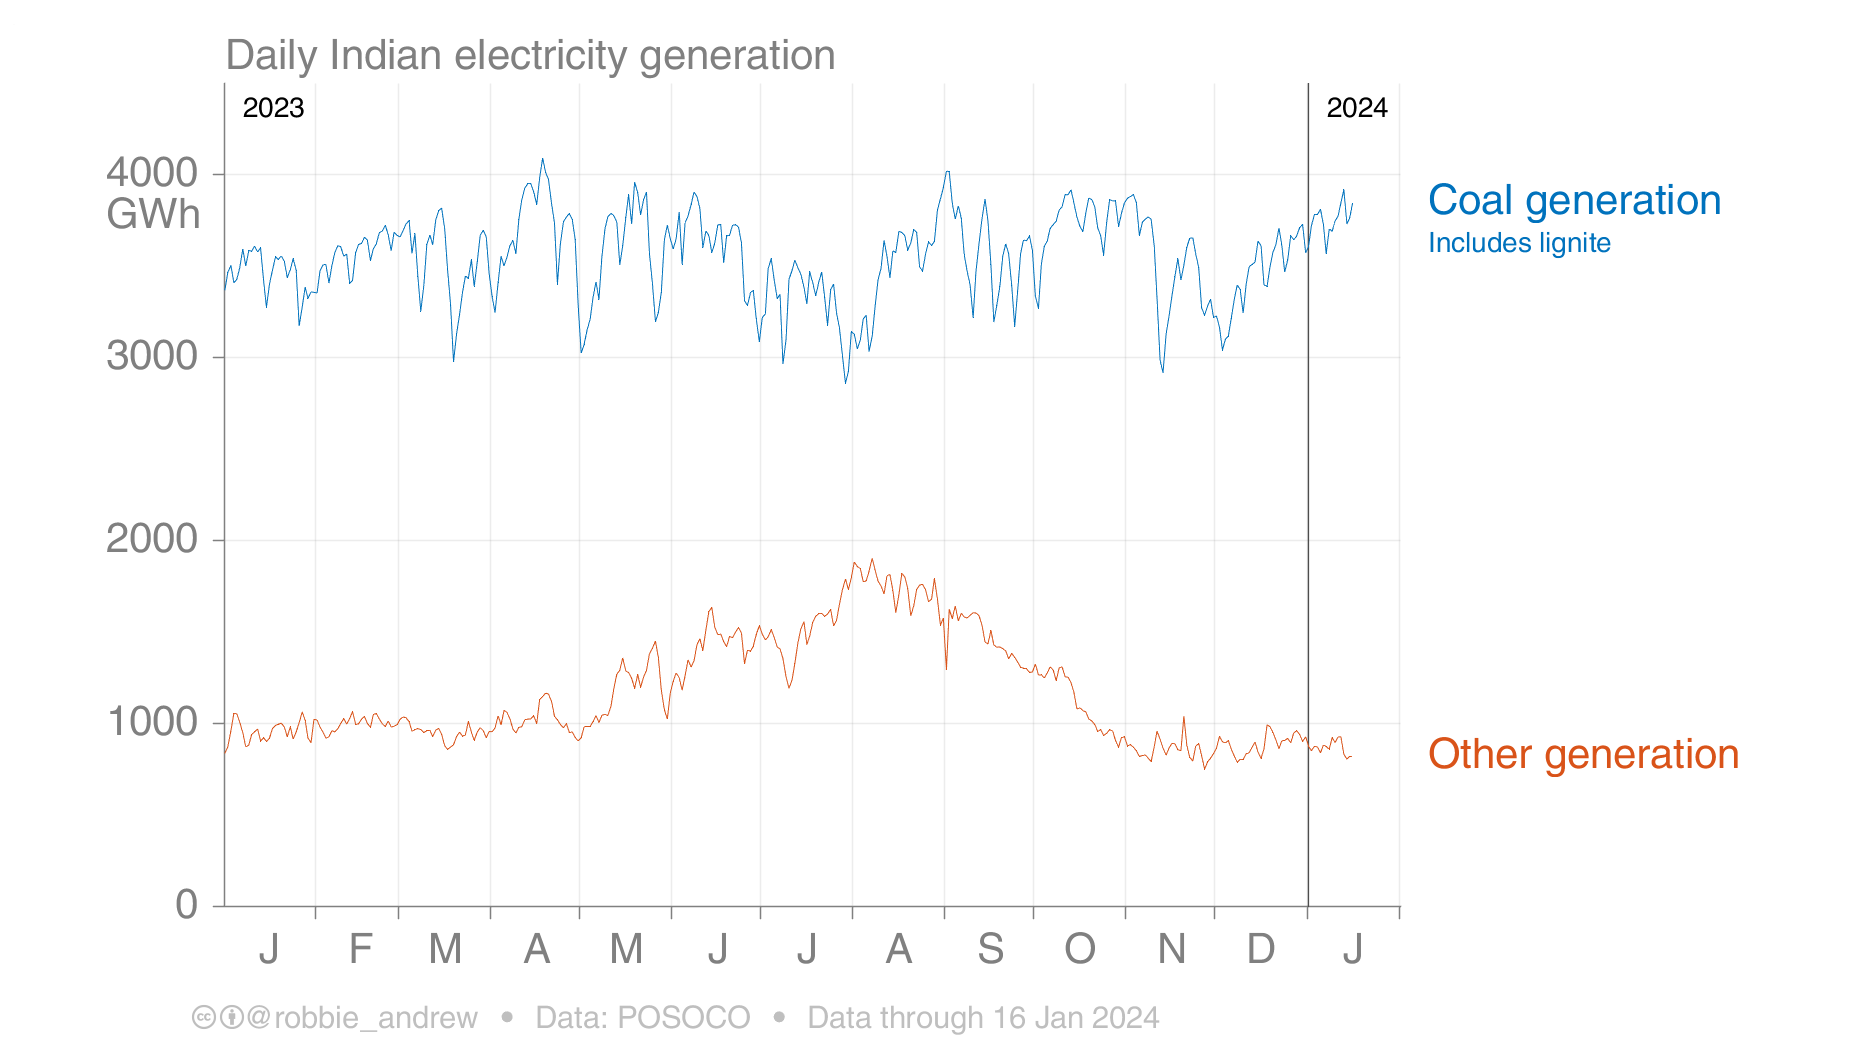 Daily Indian electricity generation
2023
2024
4000
GWh
3000
2000
1000
0
Coal generation
Includes lignite
Other generation
J F M A M J J A S O N D J
cc @robbie_andrew • Data: POSOCO • Data through 16 Jan 2024